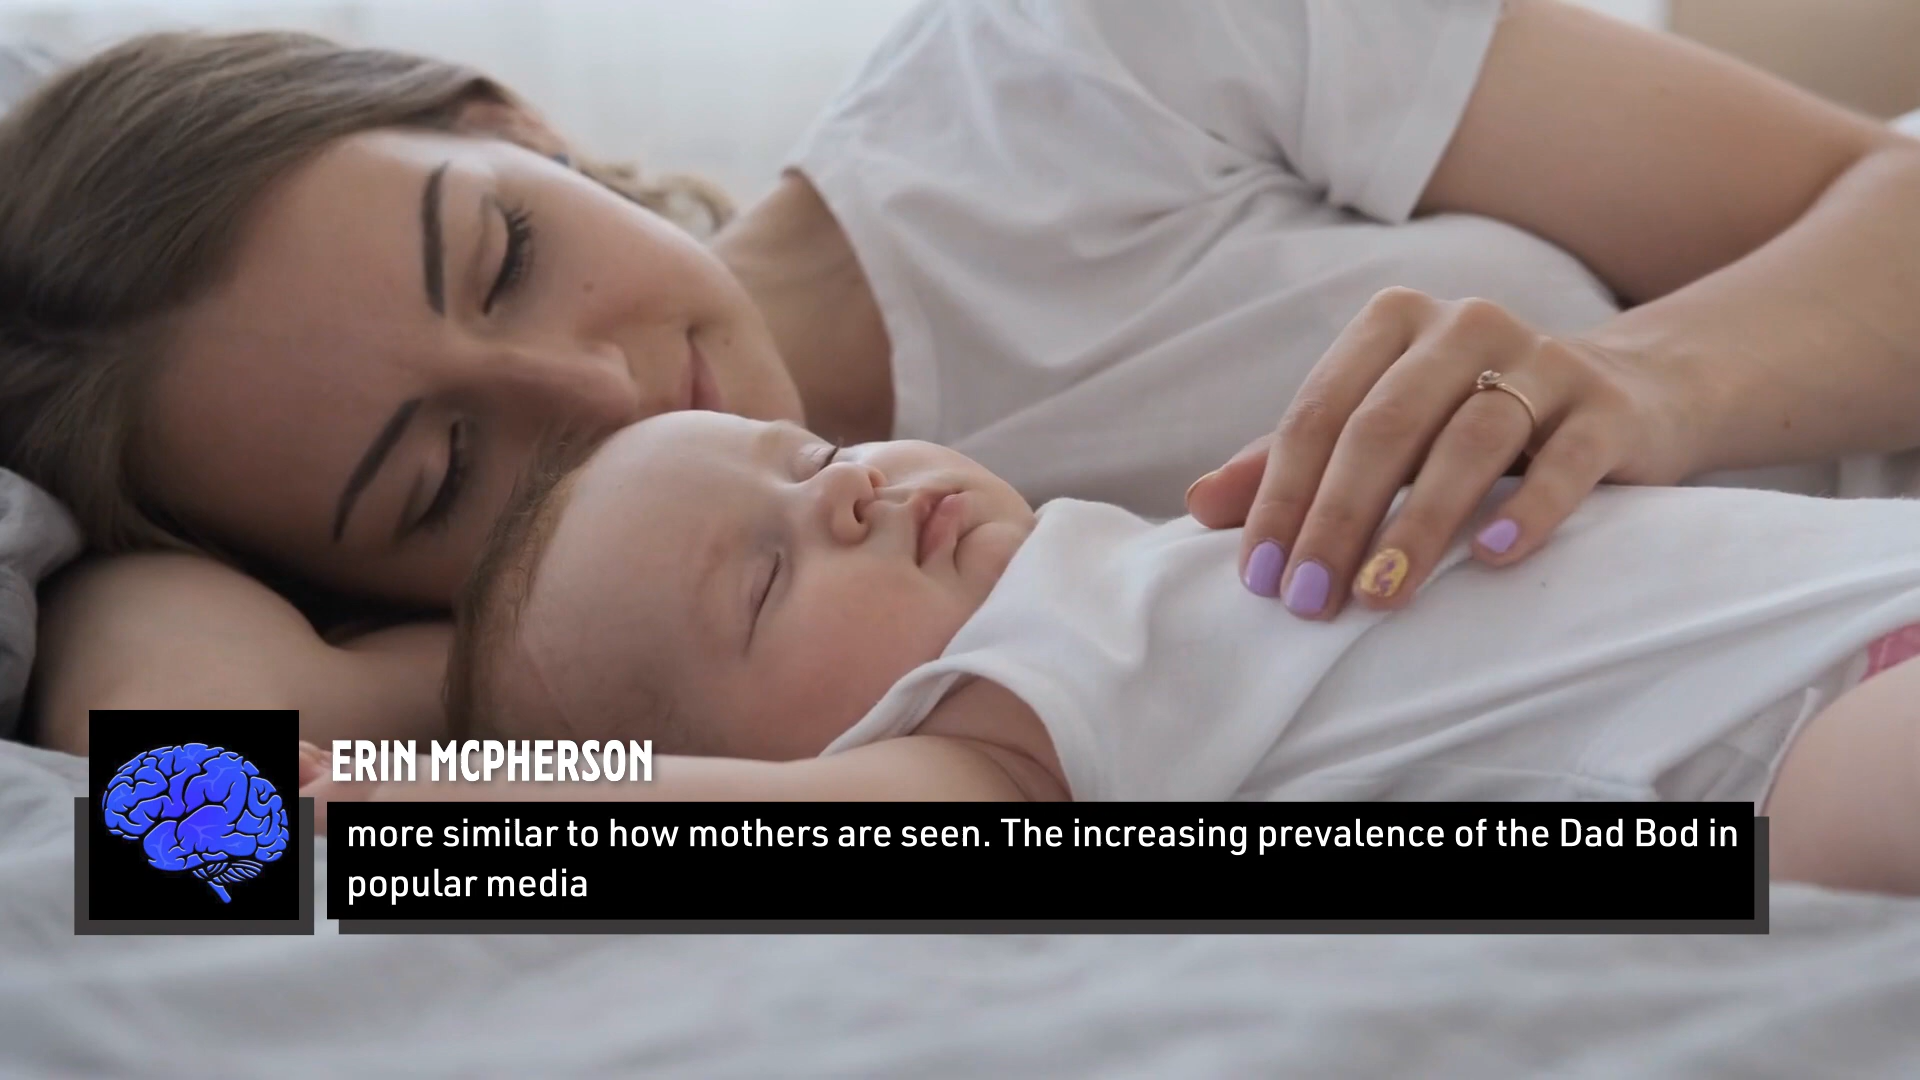 ERIN MCPHERSON
more similar to how mothers are seen. The increasing prevalence of the Dad Bod in
popular media